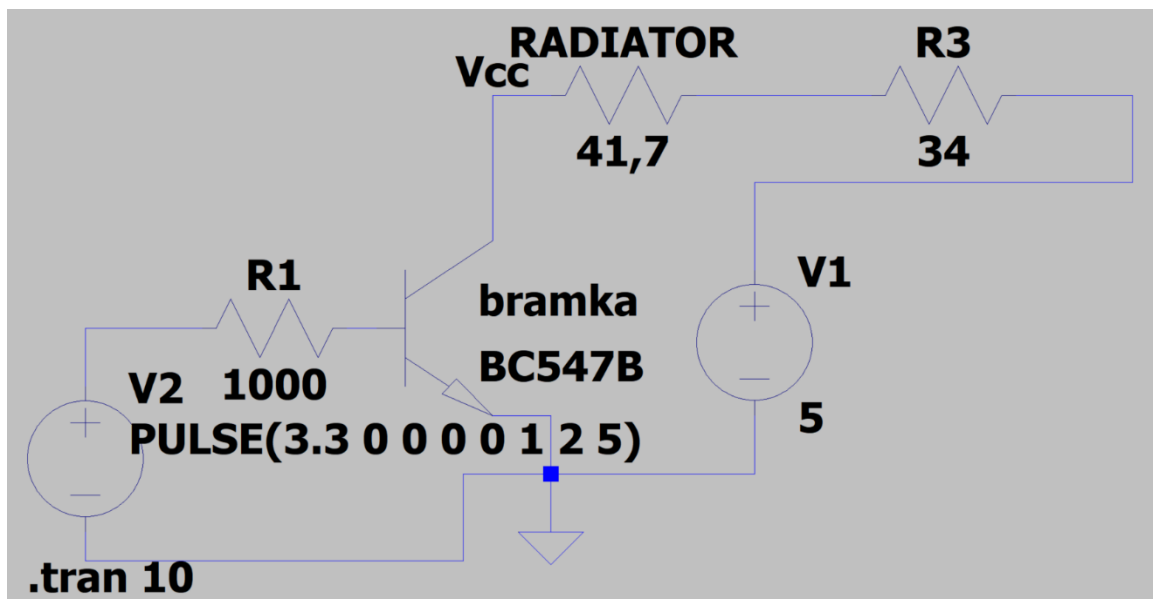 RADIATOR
R3
Vcc
41,7
34
R1
V1
bramka
BC547B
V2
1000
5
PULSE(3.3 0 0 0 0 1 2 5)
.tran 10